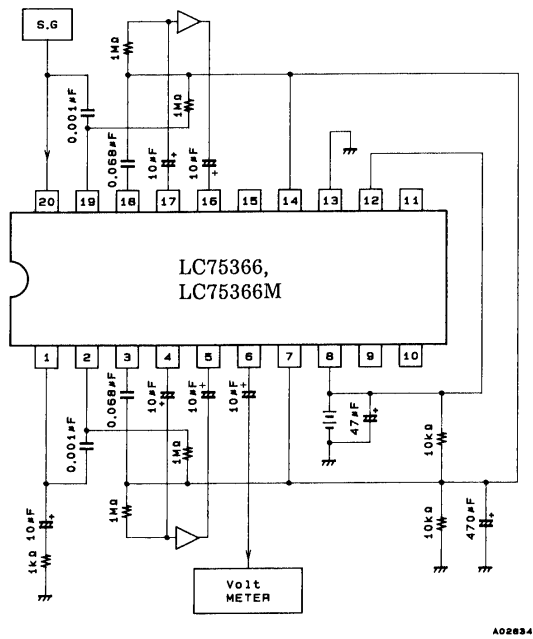 S.G
1MΩ
0.001μF
1MΩ
0.068μF
10μF
+
10μF
+
20 19 18 17 16 15 14 13 12 11
LC75366,
LC75366M
1 2 3 4 5 6 7 8 9 10
0.068μF
10μF
+
10μF
+
10μF
+
47μF
+
0.001μF
1MΩ
10kΩ
1MΩ
10μF
+
10kΩ
470μF
+
1kΩ
Volt
METER
A02834